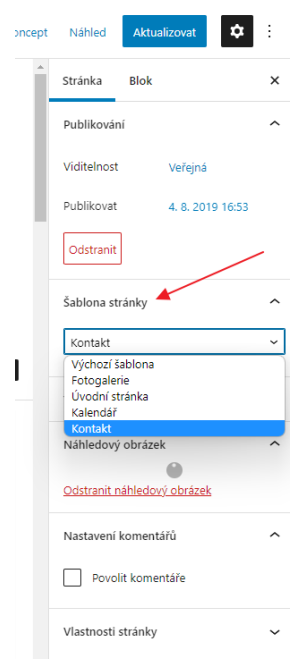 oncept Náhled Aktualizovat
Stránka Blok
Publikování
Viditelnost Veřejná
Publikovat 4. 8. 2019 16:53
Odstranit
Šablona stránky
Kontakt
Výchozí šablona
Fotogalerie
Úvodní stránka
Kalendář
Kontakt
Náhledový obrázek
Odstranit náhledový obrázek
Nastavení komentářů
Povolit komentáře
Vlastnosti stránky